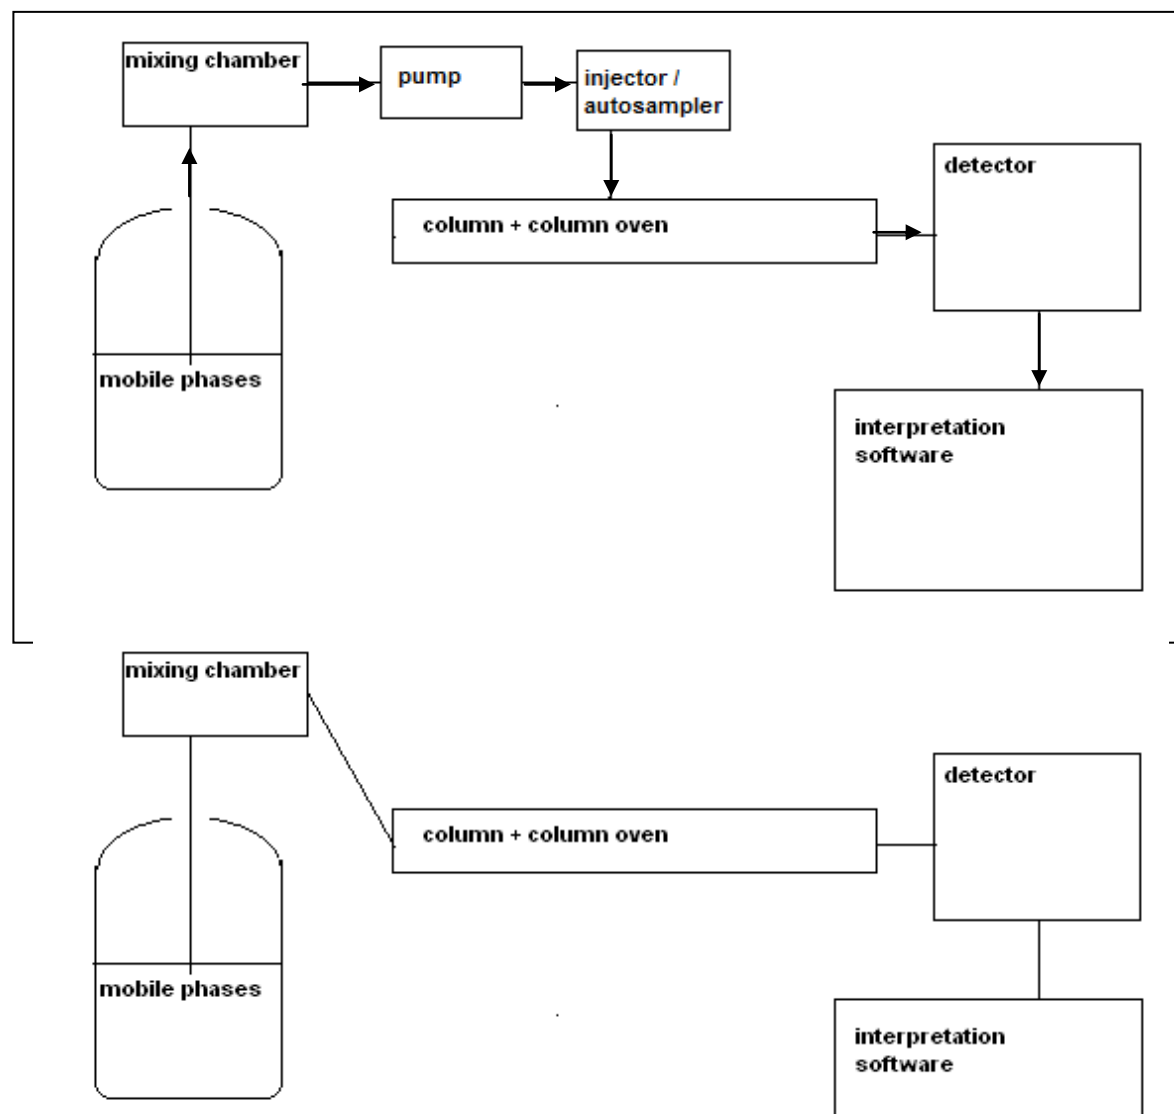 mixing chamber
pump
injector /
autosampler
detector
column + column oven
mobile phases
interpretation
software
mixing chamber
detector
column + column oven
mobile phases
interpretation
software